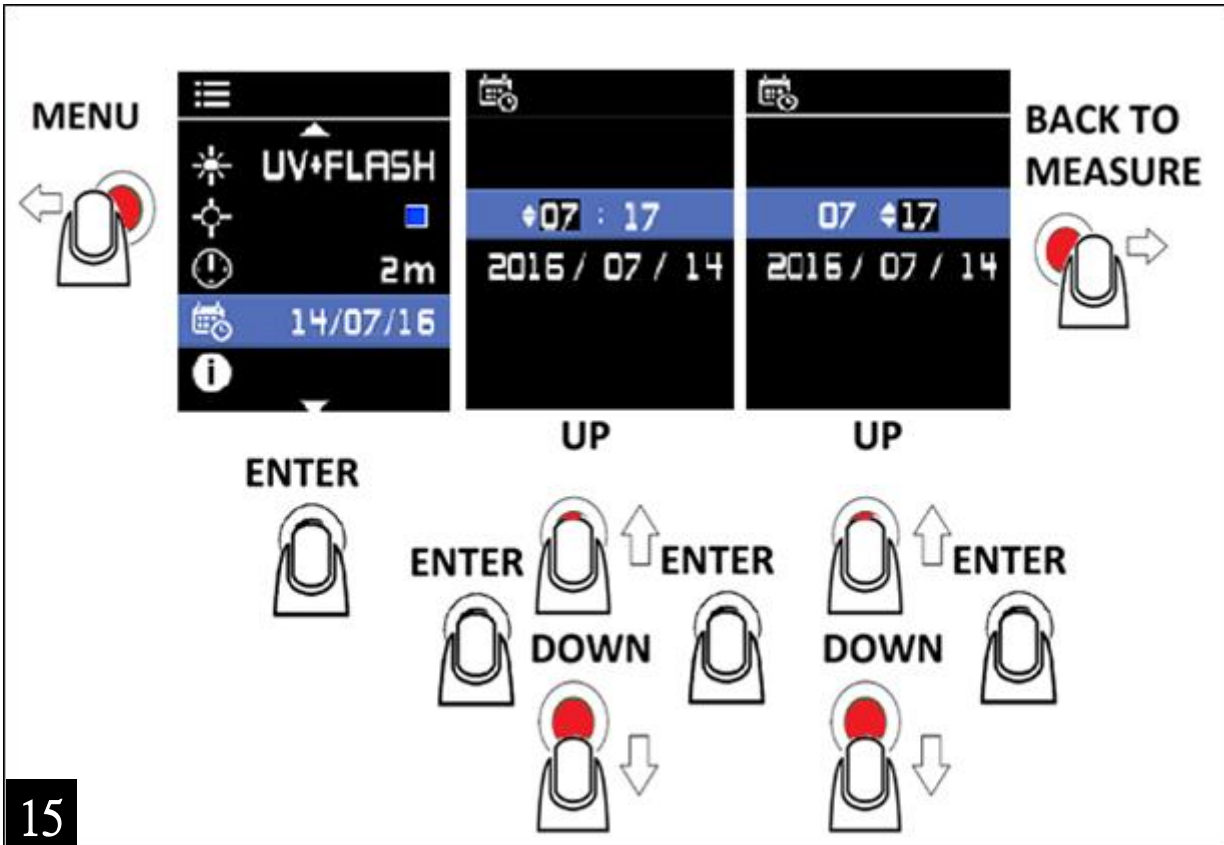 MENU
UV♦FLASH
2m
14/07/16
i
07 : 17
2016 / 07 / 14
07 17
2016 / 07 / 14
BACK TO
MEASURE
ENTER
UP
ENTER
ENTER
DOWN
UP
ENTER
DOWN
15